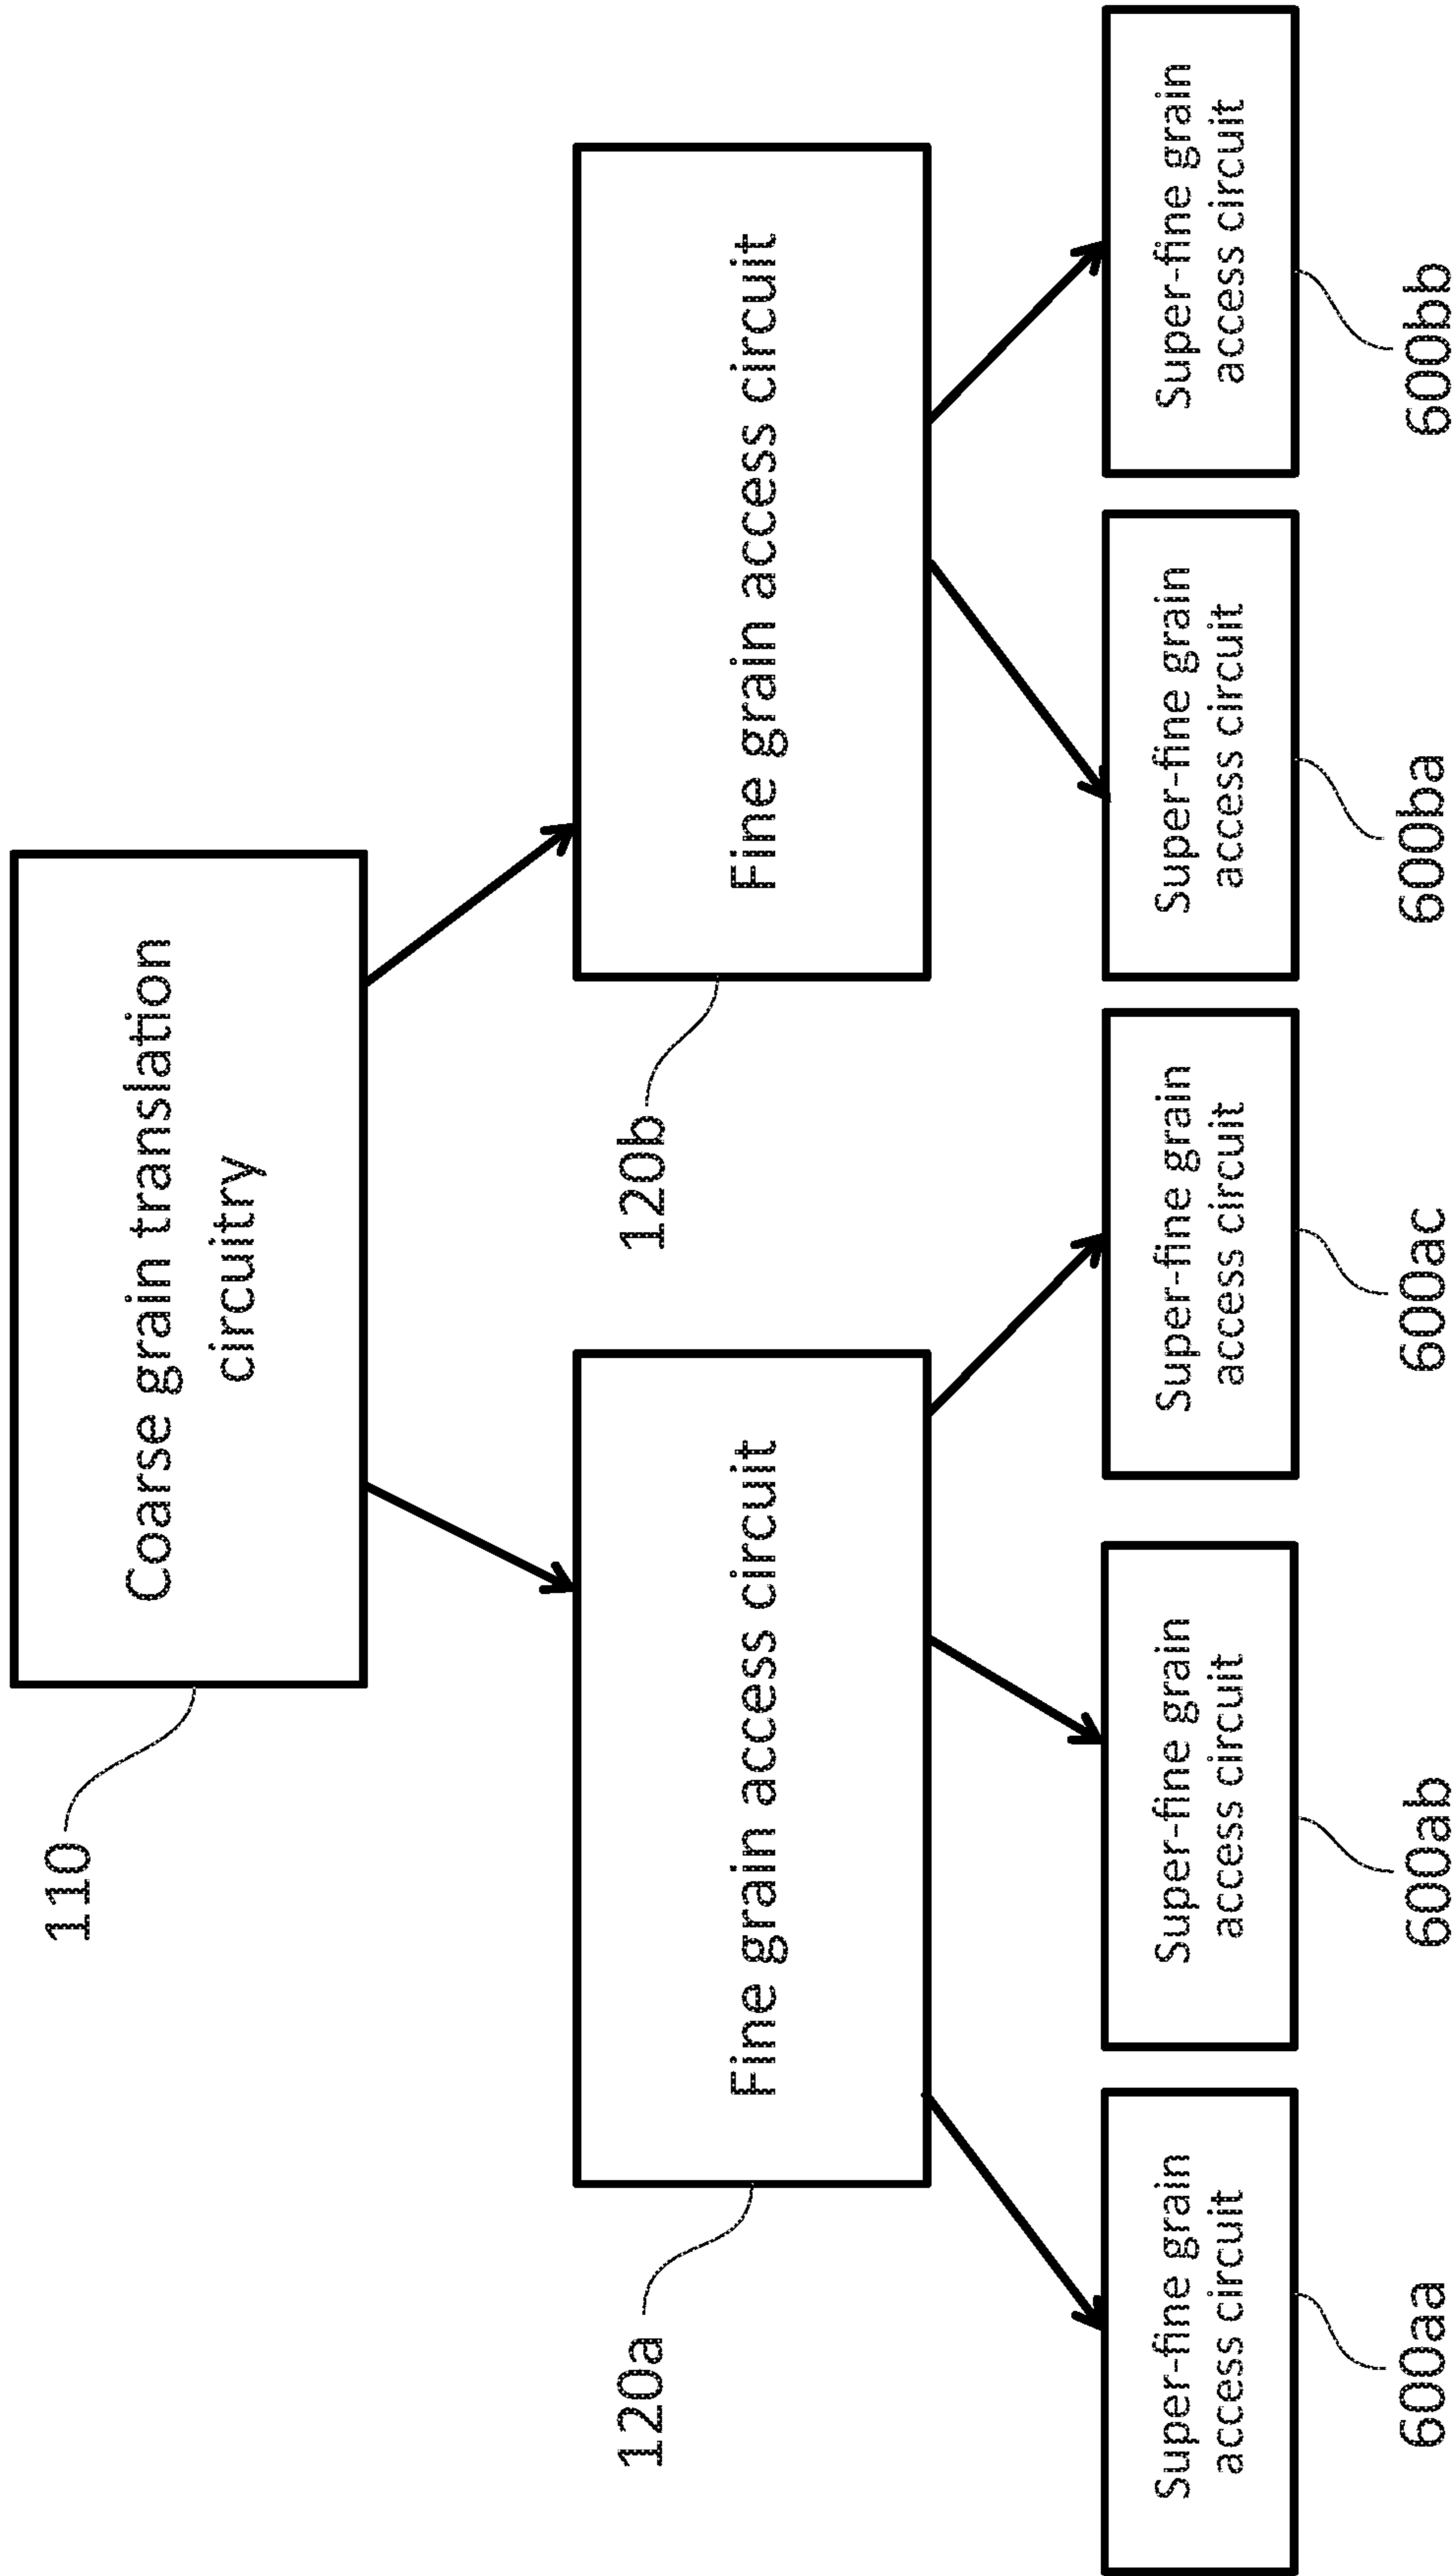 110
Coarse grain translation
circuitry
120a
Fine grain access circuit
120b
Fine grain access circuit
Super-fine grain
access circuit
600aa
Super-fine grain
access circuit
600ab
Super-fine grain
access circuit
600ac
Super-fine grain
access circuit
600ba
Super-fine grain
access circuit
600bb